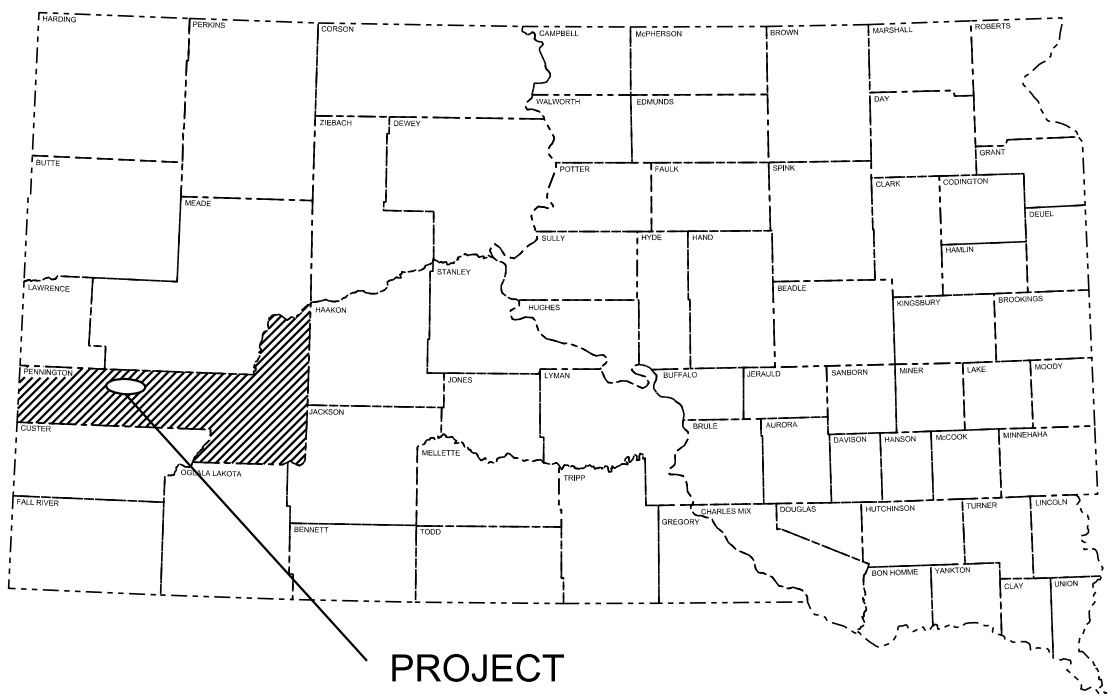 HARDING
PERKINS
CORSON
CAMPBELL
McPHERSON
BROWN
MARSHALL
ROBERTS
WALWORTH
EDMUNDS
DAY
ZIEBACH
DEWEY
GRANT
BUTTE
POTTER
FAULK
SPINK
CLARK
CODINGTON
MEADE
DEUEL
SULLY
HYDE
HAND
HAMLIN
STANLEY
LAWRENCE
BEADLE
HAAKON
HUGHES
KINGSBURY
BROOKINGS
PENNINGTON
JONES
LYMAN
BUFFALO
JERAULD
SANBORN
MINER
LAKE
MOODY
JACKSON
CUSTER
BRULE
AURORA
DAVISON
HANSON
McCOOK
MINNEHAHA
MELLETTE
OGLALA LAKOTA
TRIPP
FALL RIVER
GREGORY
CHARLES MIX
DOUGLAS
HUTCHINSON
TURNER
LINCOLN
BENNETT
TODD
BON HOMME
YANKTON
CLAY
UNION
PROJECT